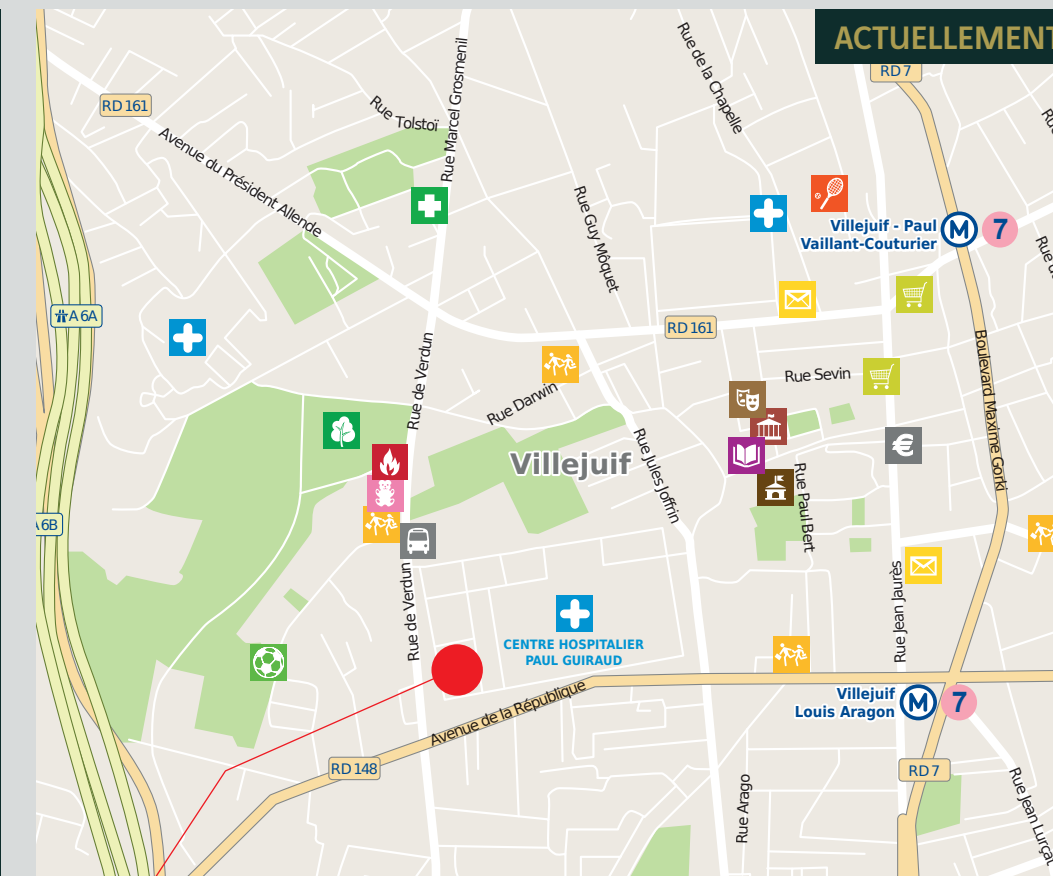 ACTUELLEMENT
RD 7
RD 161
Rue Tolstoï
Rue Marcel Grosmenil
Rue de la Chapelle
Avenue du Président Allende
Rue Guy Môquet
Villejuif - Paul
Vaillant-Couturier
M
7
A 6A
RD 161
Rue de Verdun
Rue Darwin
Rue Sevin
Boulevard Maxime Gorki
Villejuif
Rue Jules Joffrin
€
Rue Paul Bert
A6B
Rue de Verdun
Rue Jean Jaurès
CENTRE HOSPITALIER
PAUL GUIRAUD
Avenue de la République
Villejuif
Louis Aragon
M
7
RD 148
RD 7
Rue Arago
Rue Jean Lurçat